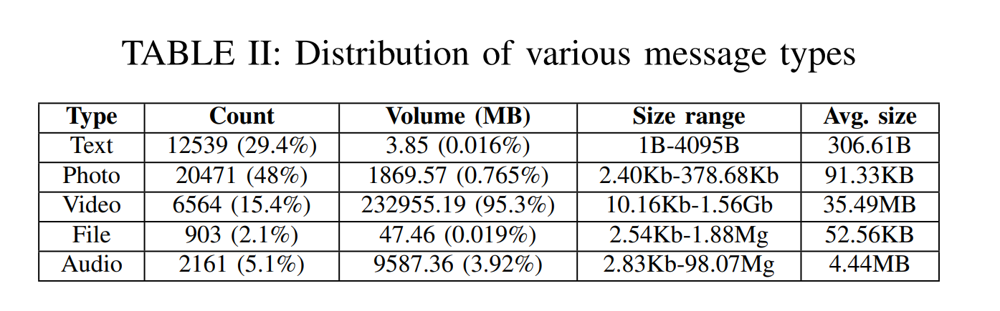 TABLE II: Distribution of various message types
Type Count Volume (MB) Size range Avg. size
Text 12539 (29.4%) 3.85 (0.016%) 1B-4095B 306.61B
Photo 20471 (48%) 1869.57 (0.765%) 2.40Kb-378.68Kb 91.33KB
Video 6564 (15.4%) 232955.19 (95.3%) 10.16Kb-1.56Gb 35.49MB
File 903 (2.1%) 47.46 (0.019%) 2.54Kb-1.88Mg 52.56KB
Audio 2161 (5.1%) 9587.36 (3.92%) 2.83Kb-98.07Mg 4.44MB